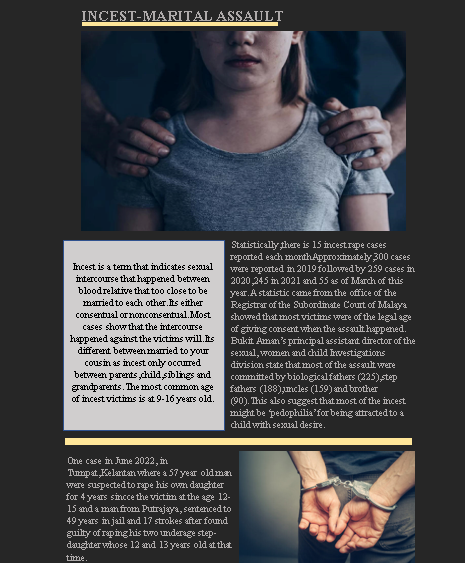 INCEST-MARITAL ASSAULT
Incest is a term that indicates sexual
intercourse that happened between
blood relative that too close to be
married to each other. Its either
consentual or nonconsentual. Most
cases show that the intercourse
happened against the victims will. Its
different between married to your
cousin as incest only occurred
between parents ,child,siblings and
grandparents. The most common age
of incest victims is at 9-16 years old.
Statistically,there is 15 incest rape cases
reported each month.Approximately,300 cases
were reported in 2019 followed by 259 cases in
2020 ,245 in 2021 and 55 as of March of this
year. A statistic came from the office of the
Registrar of the Subordinate Court of Malaya
showed that most victims were of the legal age
of giving consent when the assault happened.
Bukit Aman's principal assistant director of the
sexual, women and child Investigations
division state that most of the assault were
committed by biological fathers (225),step
fathers (188),uncles (159) and brother
(90). This also suggest that most of the incest
might be 'pedophilia' for being attracted to a
child with sexual desire.
One case in June 2022, in
Tumpat,Kelantan where a 57 year old man
were suspected to rape his own daughter
for 4 years sincce the victim at the age 12-
15 and a man from Putrajaya, sentenced to
49 years in jail and 17 strokes after found
guilty of raping his two underage step-
daughter whose 12 and 13 years old at that
time.